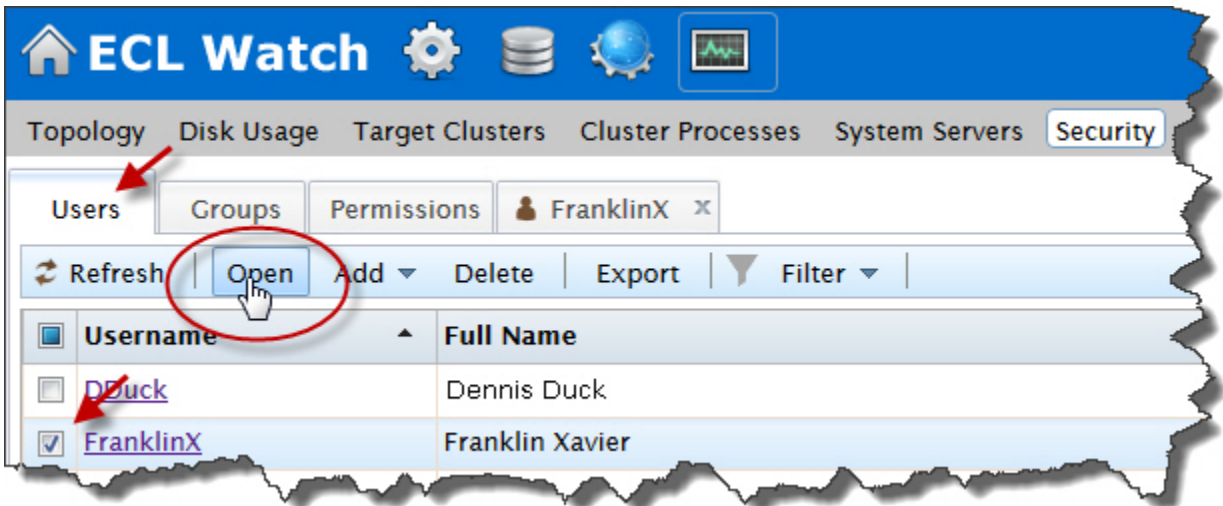 ECL Watch
Topology Disk Usage Target Clusters Cluster Processes System Servers Security
Users Groups Permissions FranklinX x
Refresh Open Add Delete Export Filter
Username Full Name
DDuck Dennis Duck
FranklinX Franklin Xavier